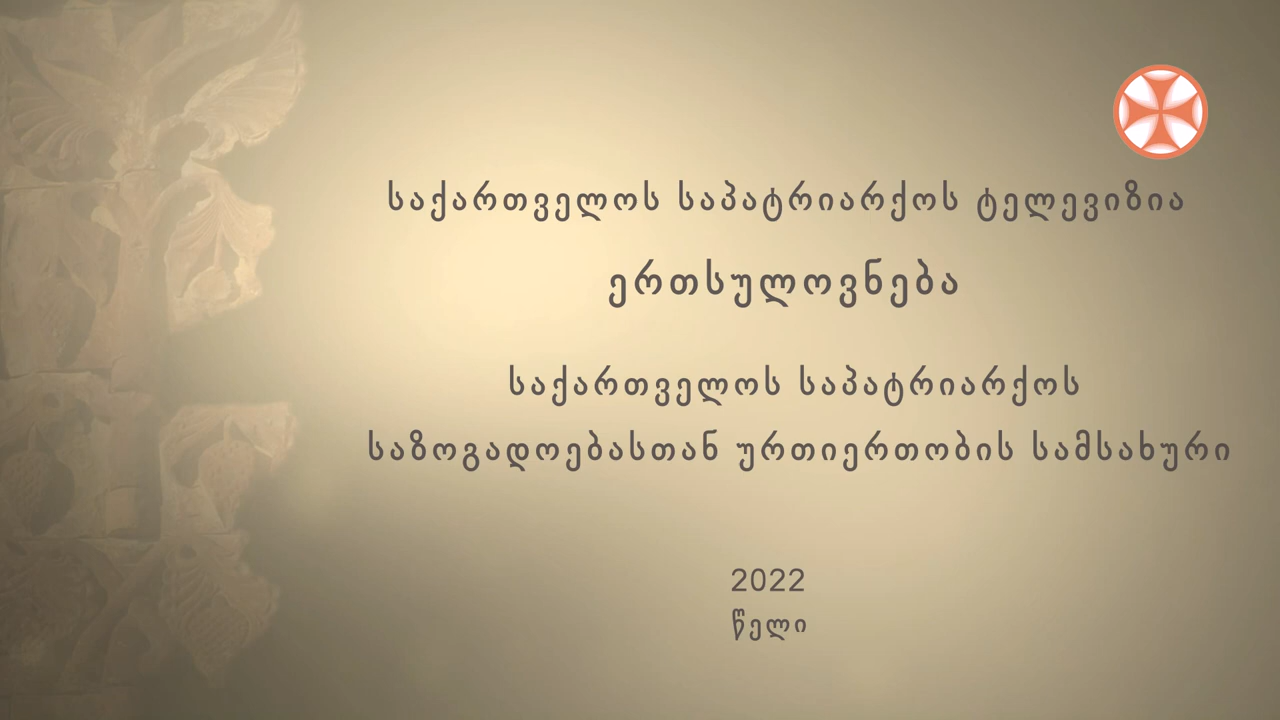 საქართველოს საპატრიარქოს ტელევიზია
ერთსულოვნება
საქართველოს საპატრიარქოს
საზოგადოებასთან ურთიერთობის სამსახური
2022
წელი